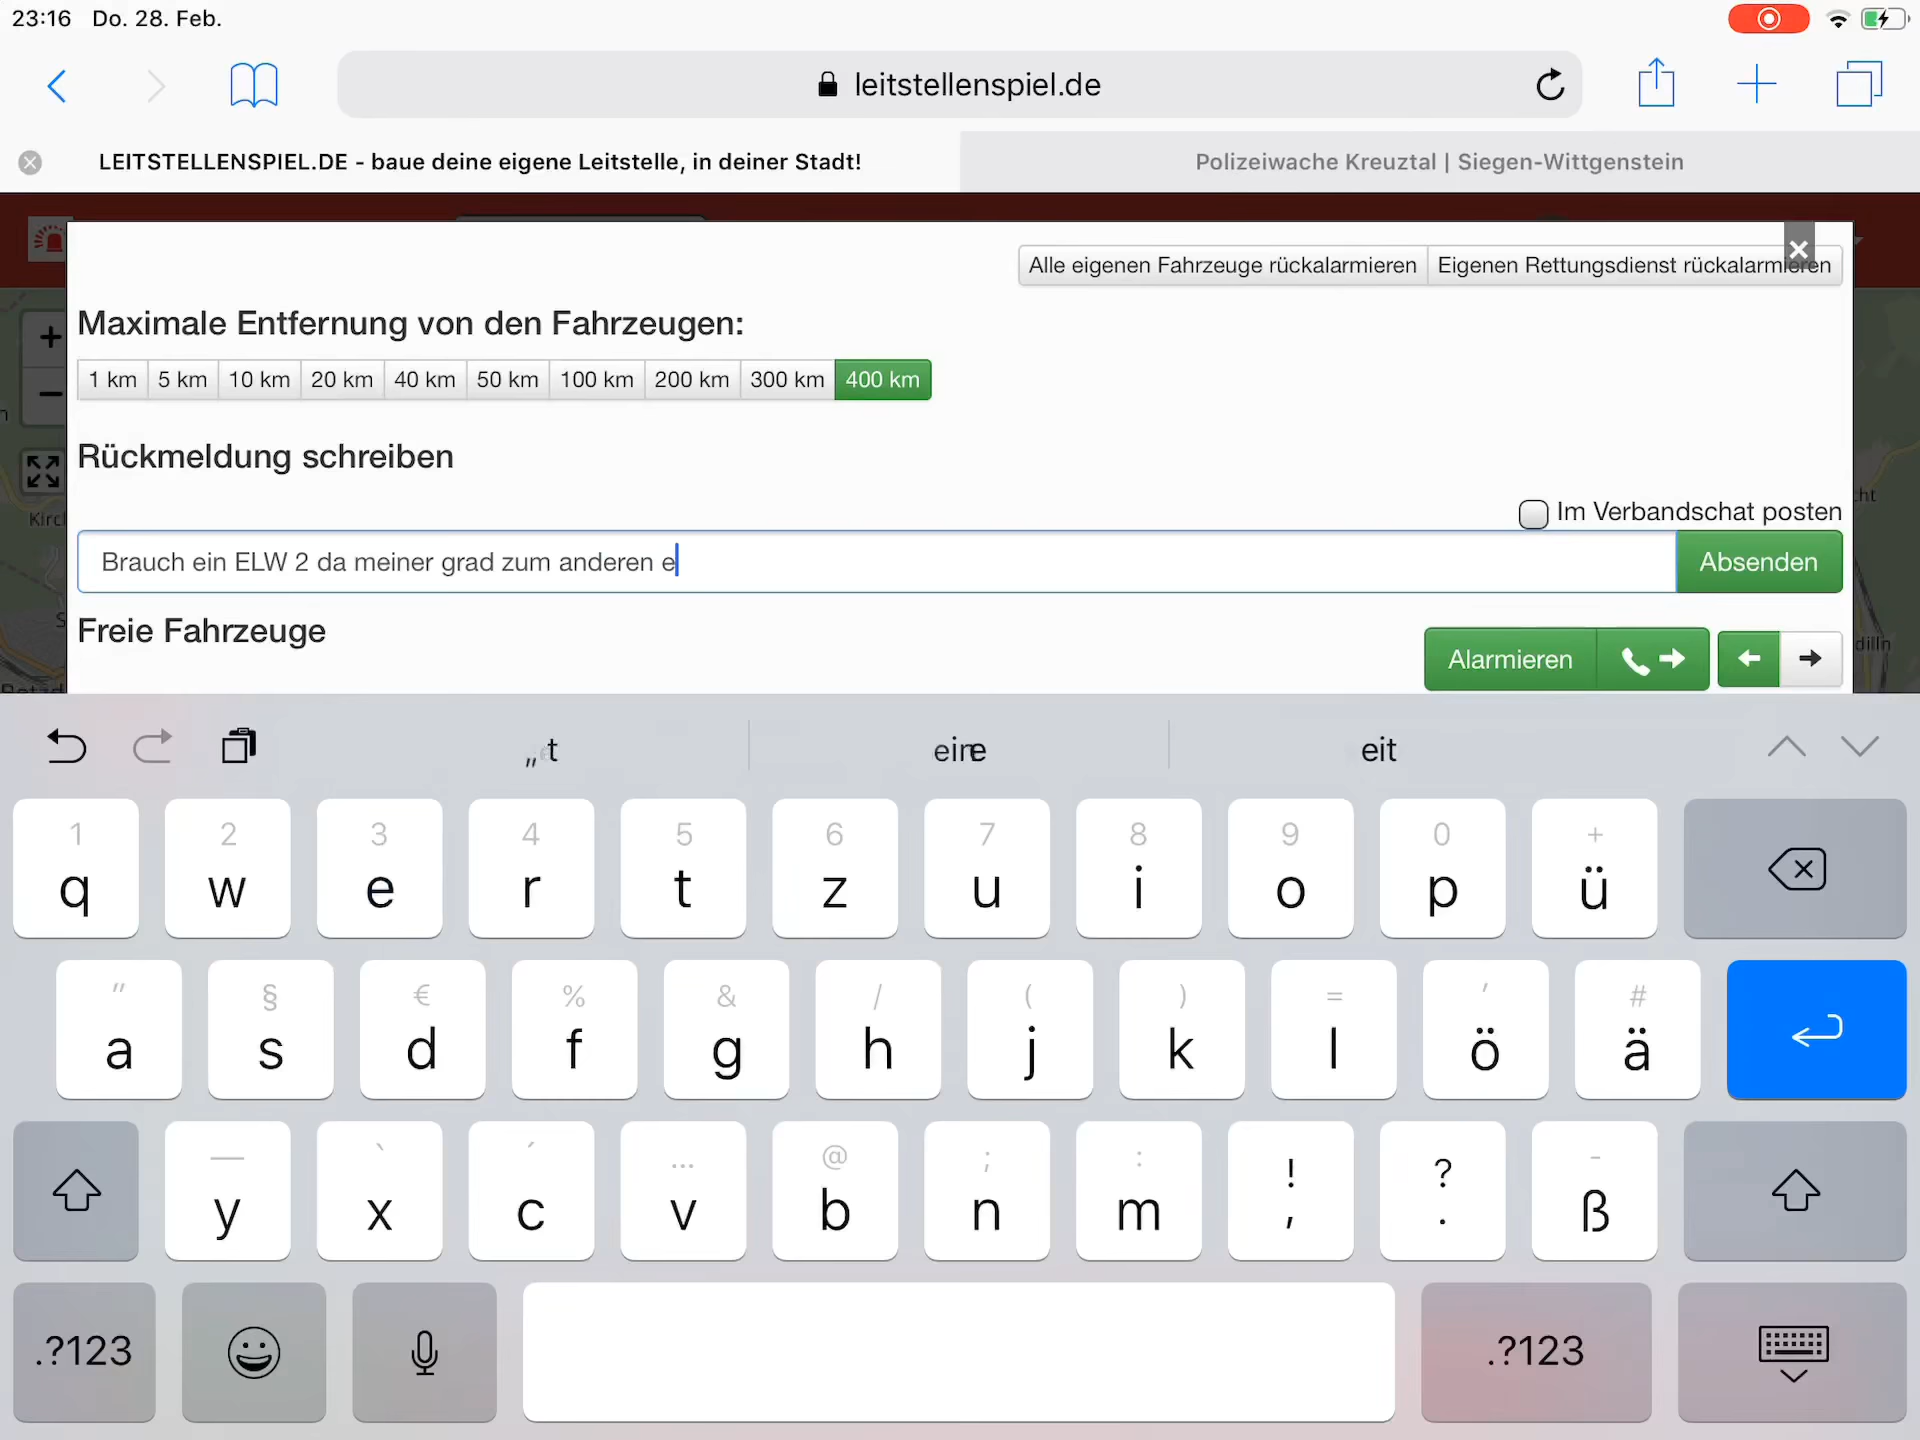 23:16 Do. 28. Feb.
leitstellenspiel.de
LEITSTELLENSPIEL.DE - baue deine eigene Leitstelle, in deiner Stadt!
Polizeiwache Kreuztal | Siegen-Wittgenstein
Alle eigenen Fahrzeuge rückalarmieren
Eigenen Rettungsdienst rückalarmieren
Maximale Entfernung von den Fahrzeugen:
1 km 5 km 10 km 20 km 40 km 50 km 100 km 200 km 300 km 400 km
Rückmeldung schreiben
Im Verbandschat posten
Brauch ein ELW 2 da meiner grad zum anderen e
Absenden
Freie Fahrzeuge
Alarmieren
eit
1 2 3 4 5 6 7 8 9 0 +
q w e r t z u i o p ü
" § € % & / ( ) = ' #
a s d f g h j k l ö ä
— ` ´ ... @ ; : ! ? -
y x c v b n m , . ß
.?123 .?123